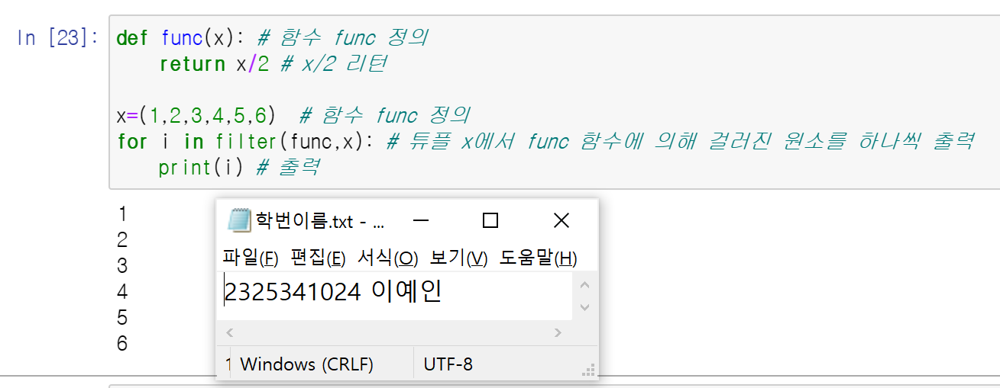 In [23]:
def func(x): # 함수 func 정의
return x/2 # x/2 리턴
x=(1,2,3,4,5,6) # 함수 func 정의
for i in filter(func,x): # 튜플 x에서 func 함수에 의해 걸러진 원소를 하나씩 출력
print(i) # 출력
1
2
3
4
5
6
학번이름.txt - ...
파일(F) 편집(E) 서식(O) 보기(V) 도움말(H)
2325341024 이예인
1 Windows (CRLF) UTF-8